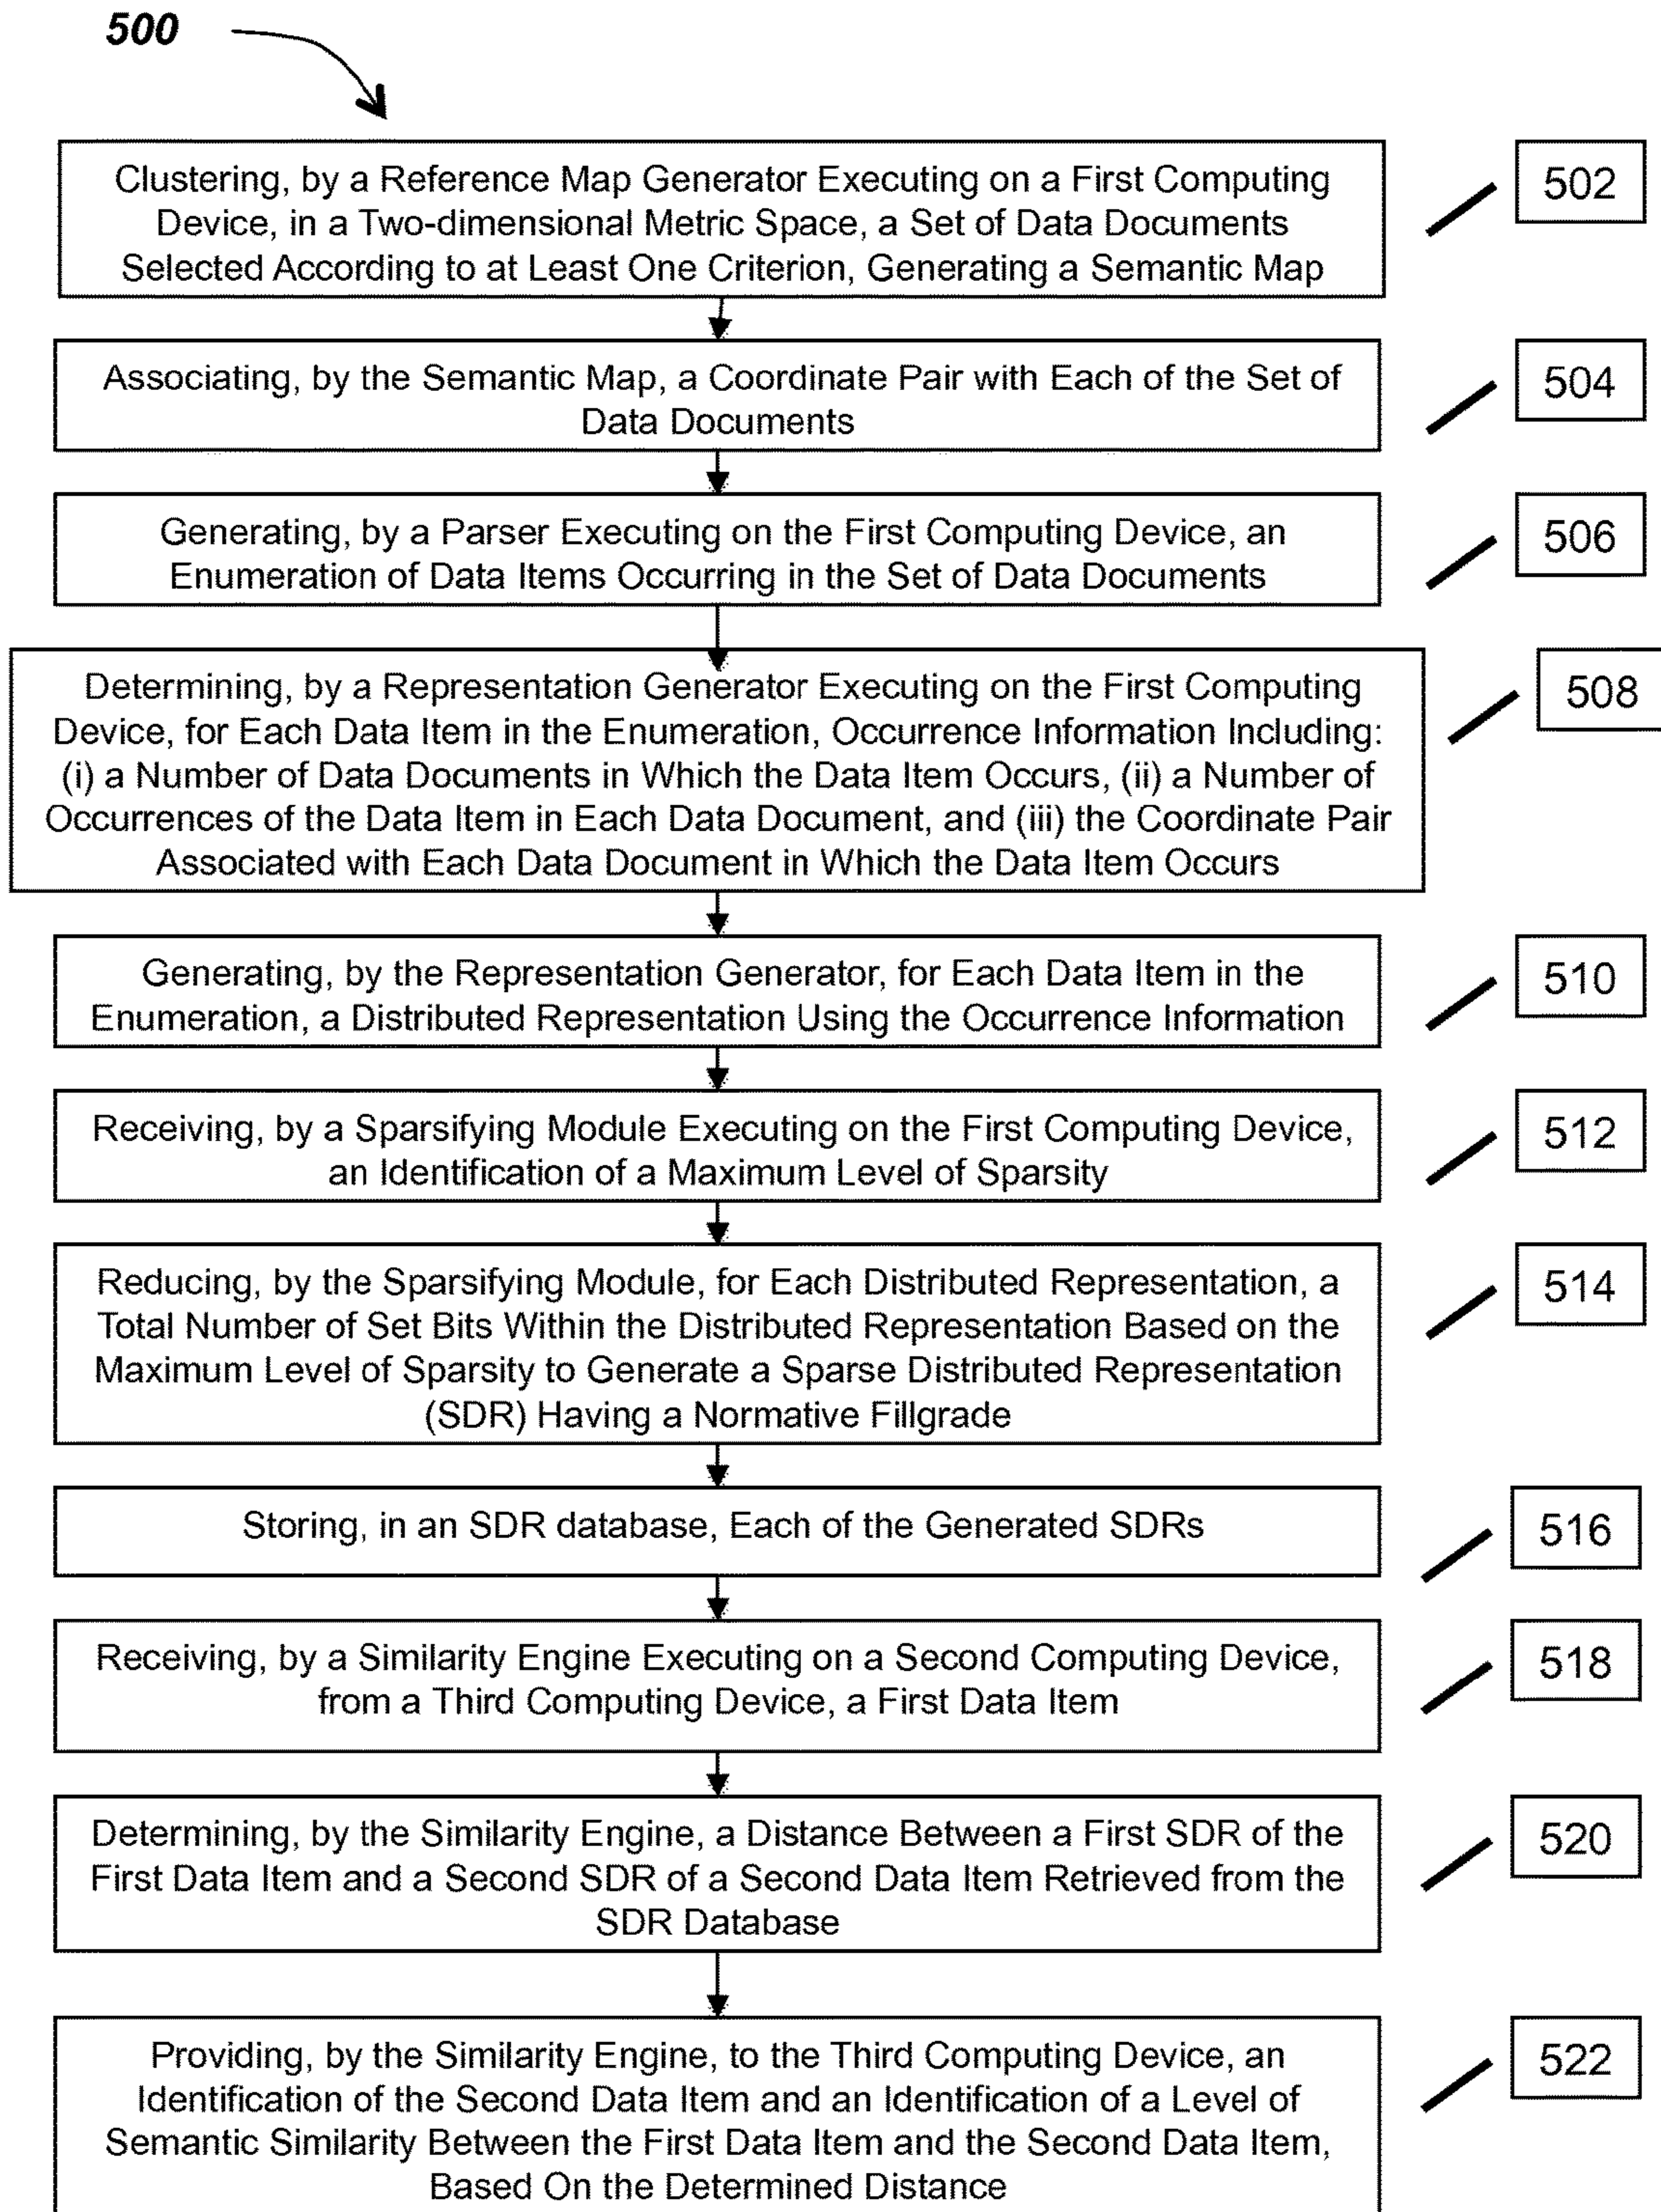 500
Clustering, by a Reference Map Generator Executing on a First Computing
Device, in a Two-dimensional Metric Space, a Set of Data Documents
Selected According to at Least One Criterion, Generating a Semantic Map
502
Associating, by the Semantic Map, a Coordinate Pair with Each of the Set of
Data Documents
504
Generating, by a Parser Executing on the First Computing Device, an
Enumeration of Data Items Occurring in the Set of Data Documents
506
Determining, by a Representation Generator Executing on the First Computing
Device, for Each Data Item in the Enumeration, Occurrence Information Including:
(i) a Number of Data Documents in Which the Data Item Occurs, (ii) a Number of
Occurrences of the Data Item in Each Data Document, and (iii) the Coordinate Pair
Associated with Each Data Document in Which the Data Item Occurs
508
Generating, by the Representation Generator, for Each Data Item in the
Enumeration, a Distributed Representation Using the Occurrence Information
510
Receiving, by a Sparsifying Module Executing on the First Computing Device,
an Identification of a Maximum Level of Sparsity
512
Reducing, by the Sparsifying Module, for Each Distributed Representation, a
Total Number of Set Bits Within the Distributed Representation Based on the
Maximum Level of Sparsity to Generate a Sparse Distributed Representation
(SDR) Having a Normative Fillgrade
514
Storing, in an SDR database, Each of the Generated SDRs
516
Receiving, by a Similarity Engine Executing on a Second Computing Device,
from a Third Computing Device, a First Data Item
518
Determining, by the Similarity Engine, a Distance Between a First SDR of the
First Data Item and a Second SDR of a Second Data Item Retrieved from the
SDR Database
520
Providing, by the Similarity Engine, to the Third Computing Device, an
Identification of the Second Data Item and an Identification of a Level of
Semantic Similarity Between the First Data Item and the Second Data Item,
Based On the Determined Distance
522